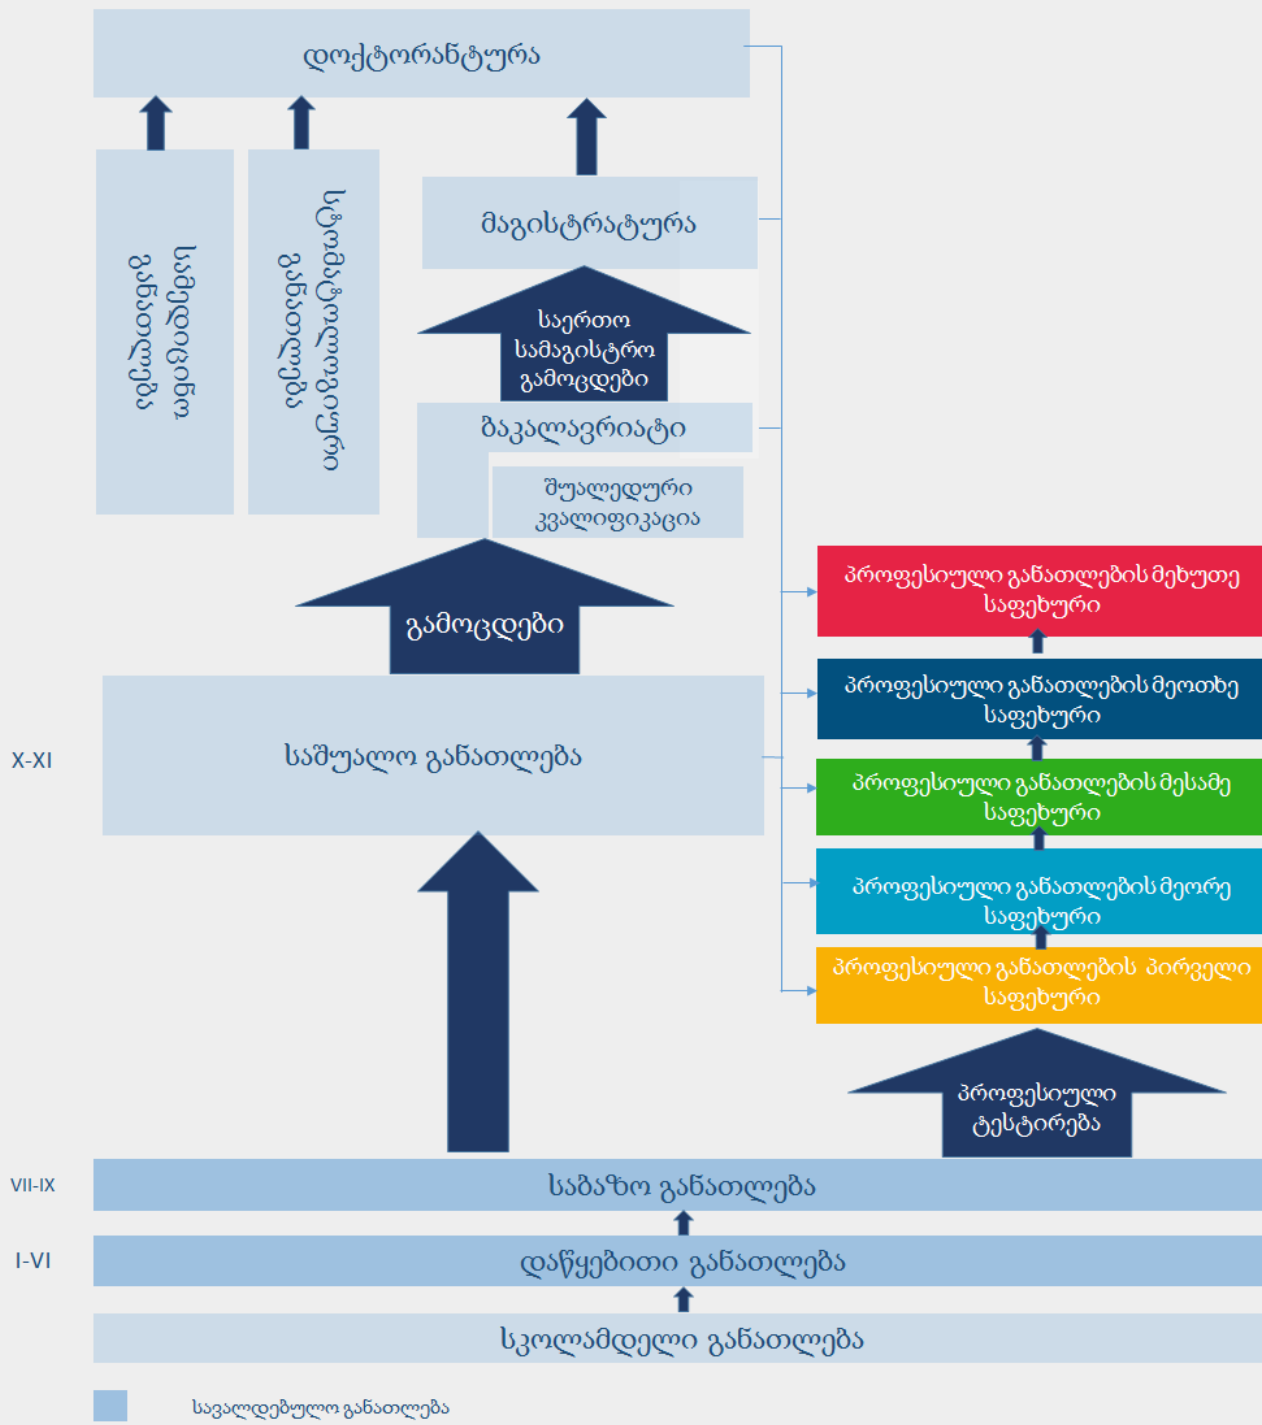 დოქტორანტურა
სამედიცინო
განათლება
სტომატოლოგიური
განათლება
მაგისტრატურა
საერთო
სამაგისტრო
გამოცდები
ბაკალავრიატი
შუალედური
კვალიფიკაცია
გამოცდები
პროფესიული განათლების მეხუთე
საფეხური
პროფესიული განათლების მეოთხე
საფეხური
X-XI
საშუალო განათლება
პროფესიული განათლების მესამე
საფეხური
პროფესიული განათლების მეორე
საფეხური
პროფესიული განათლების პირველი
საფეხური
პროფესიული
ტესტირება
VII-IX
საბაზო განათლება
I-VI
დაწყებითი განათლება
სკოლამდელი განათლება
სავალდებულო განათლება